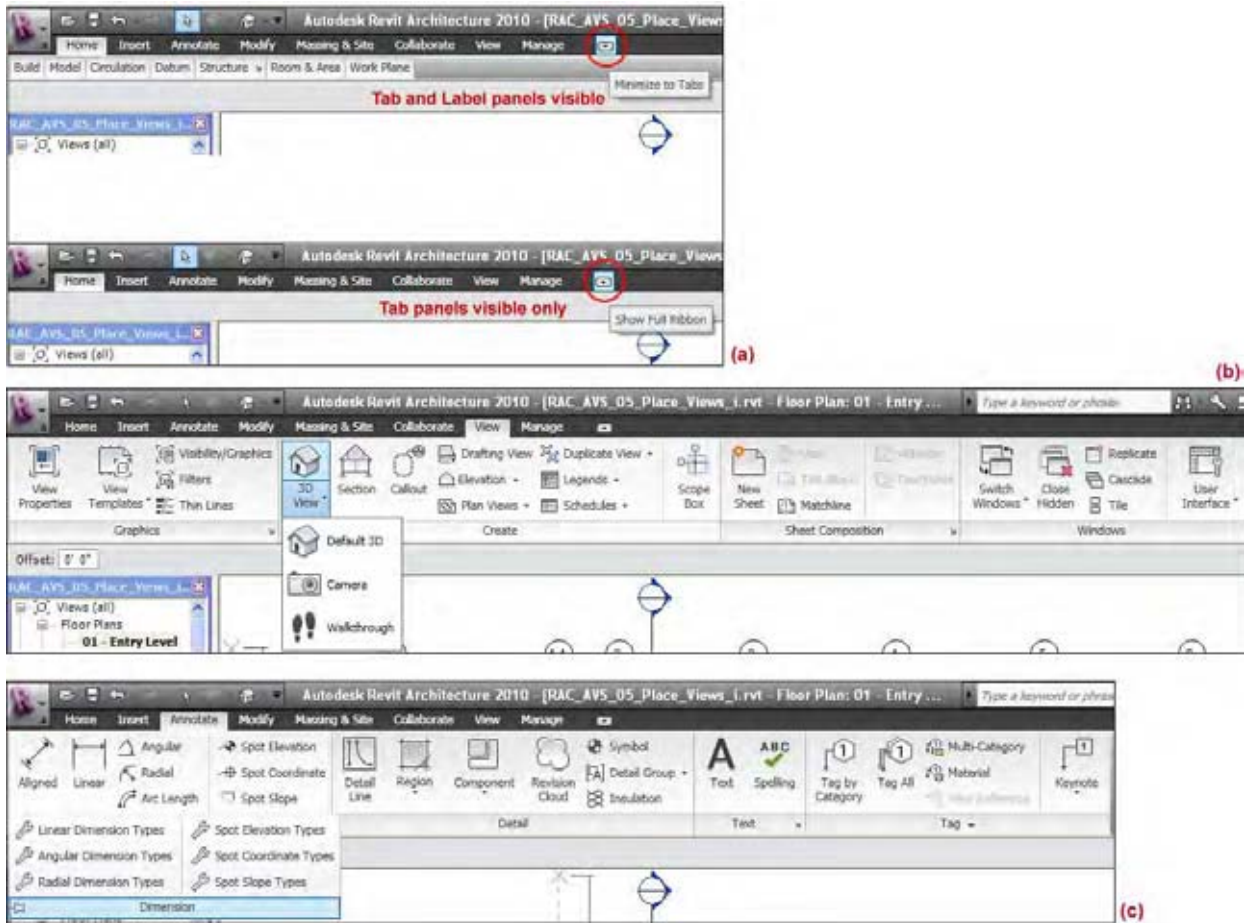 Autodesk Revit Architecture 2010 - [RAC_AVS_05_Place_Views
Home Insert Annotate Modify Massing & Site Collaborate View Manage
Build Model Circulation Datum Structure Room & Area Work Plane
Minimize to Tabs
Tab and Label panels visible
RAC_AVS_05_Place_Views_i...
Views (all)
Autodesk Revit Architecture 2010 - [RAC_AVS_05_Place_Views
Home Insert Annotate Modify Massing & Site Collaborate View Manage
Tab panels visible only
Show Full Ribbon
RAC_AVS_05_Place_Views_i...
Views (all)
(a)
(b)
Autodesk Revit Architecture 2010 - [RAC_AVS_05_Place_Views_i.rvt - Floor Plan: 01 - Entry ...
Type a keyword or phrase
Home Insert Annotate Modify Massing & Site Collaborate View Manage
View Properties
View Templates
Visibility/Graphics
Filters
Thin Lines
3D View
Section
Callout
Drafting View
Elevation
Plan Views
Duplicate View
Legends
Schedules
Scope Box
New Sheet
Matchline
Switch Windows
Close Hidden
Replicate
Cascade
Tile
User Interface
Graphics Create Sheet Composition Windows
Default 3D
Camera
Walkthrough
Offset: 0' 0"
RAC_AVS_05_Place_Views_i...
Views (all)
Floor Plans
01 - Entry Level
Autodesk Revit Architecture 2010 - [RAC_AVS_05_Place_Views_i.rvt - Floor Plan: 01 - Entry ...
Type a keyword or phras
Home Insert Annotate Modify Massing & Site Collaborate View Manage
Aligned
Linear
Angular
Radial
Arc Length
Spot Elevation
Spot Coordinate
Spot Slope
Detail Line
Region
Component
Revision Cloud
Symbol
Detail Group
Insulation
Text
ABC
Spelling
Tag by Category
Tag All
Multi-Category
Material
Keynote
Detail Text Tag
Linear Dimension Types Spot Elevation Types
Angular Dimension Types Spot Coordinate Types
Radial Dimension Types Spot Slope Types
Dimension
(c)